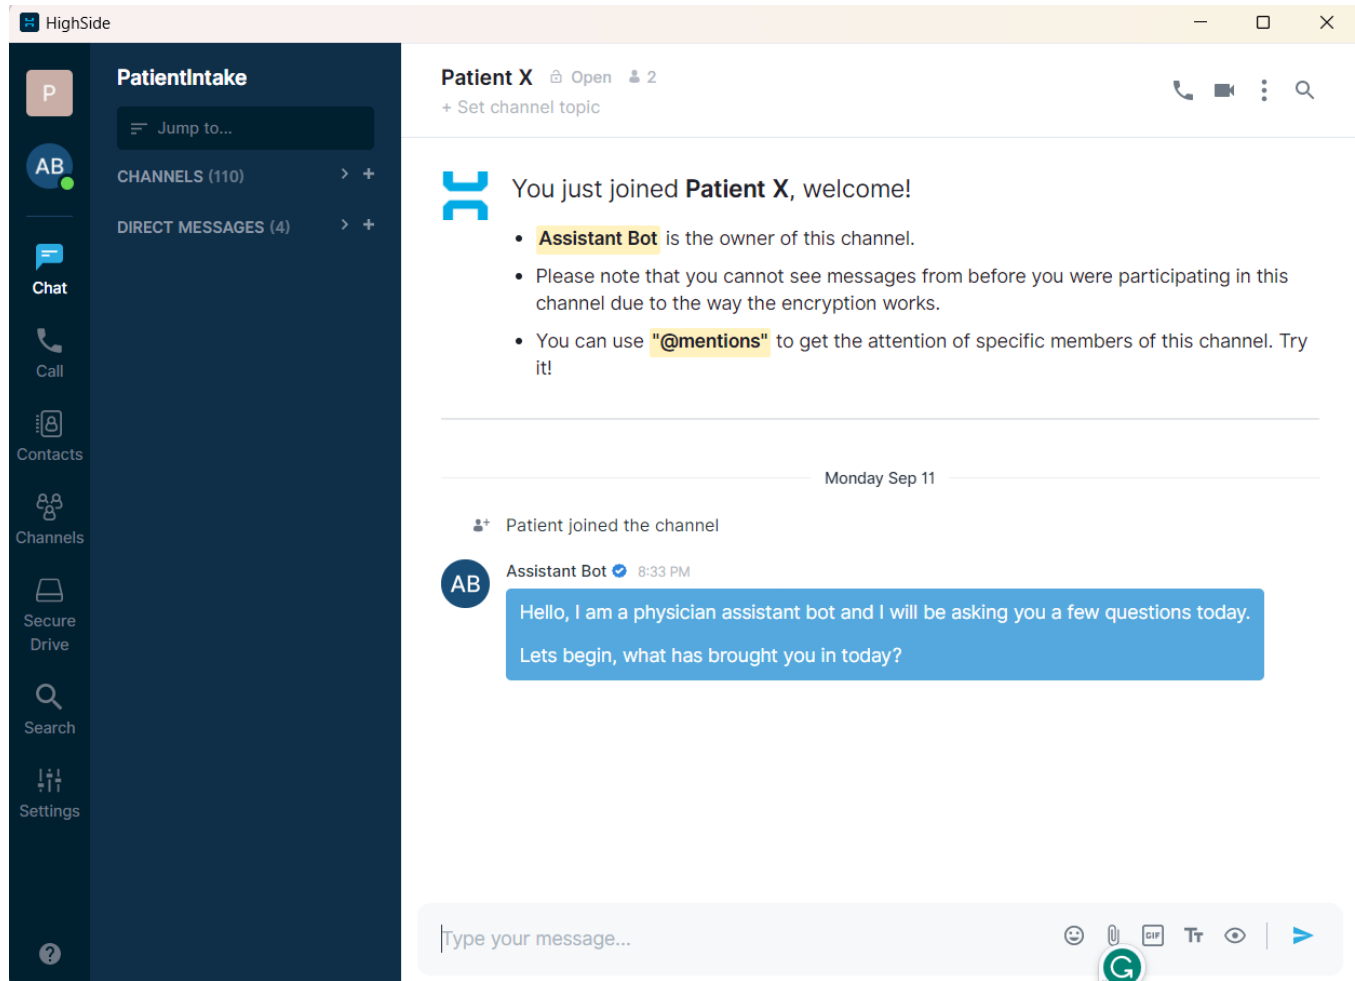 HighSide
P
AB
Chat
Call
Contacts
Channels
Secure
Drive
Search
Settings
PatientIntake
Jump to...
CHANNELS (110)
DIRECT MESSAGES (4)
Patient X Open 2
+ Set channel topic
You just joined Patient X, welcome!
• Assistant Bot is the owner of this channel.
• Please note that you cannot see messages from before you were participating in this
channel due to the way the encryption works.
• You can use "@mentions" to get the attention of specific members of this channel. Try
it!
Monday Sep 11
Patient joined the channel
AB
Assistant Bot 8:33 PM
Hello, I am a physician assistant bot and I will be asking you a few questions today.
Lets begin, what has brought you in today?
Type your message...
GIF
TT
G